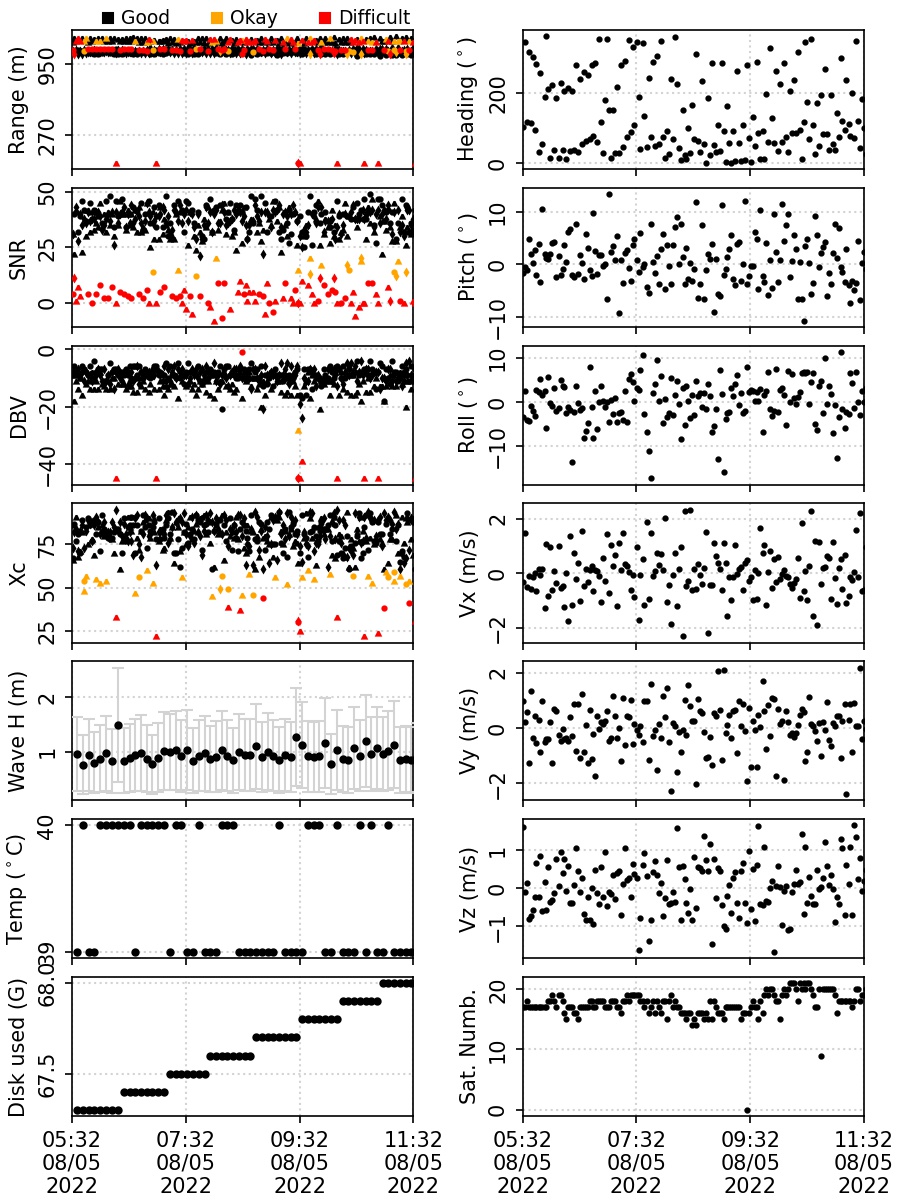 Good Okay Difficult
Range (m)
950
270
Heading (°)
200
0
SNR
50
25
0
Pitch (°)
10
0
−10
DBV
0
−20
−40
Roll (°)
10
0
−10
Xc
75
50
25
Vx (m/s)
2
0
−2
Wave H (m)
2
1
Vy (m/s)
2
0
−2
Temp (°C)
40
39
Vz (m/s)
1
0
−1
Disk used (G)
68.0
67.5
Sat. Numb.
20
10
0
05:32 07:32 09:32 11:32
08/05 08/05 08/05 08/05
2022 2022 2022 2022
05:32 07:32 09:32 11:32
08/05 08/05 08/05 08/05
2022 2022 2022 2022